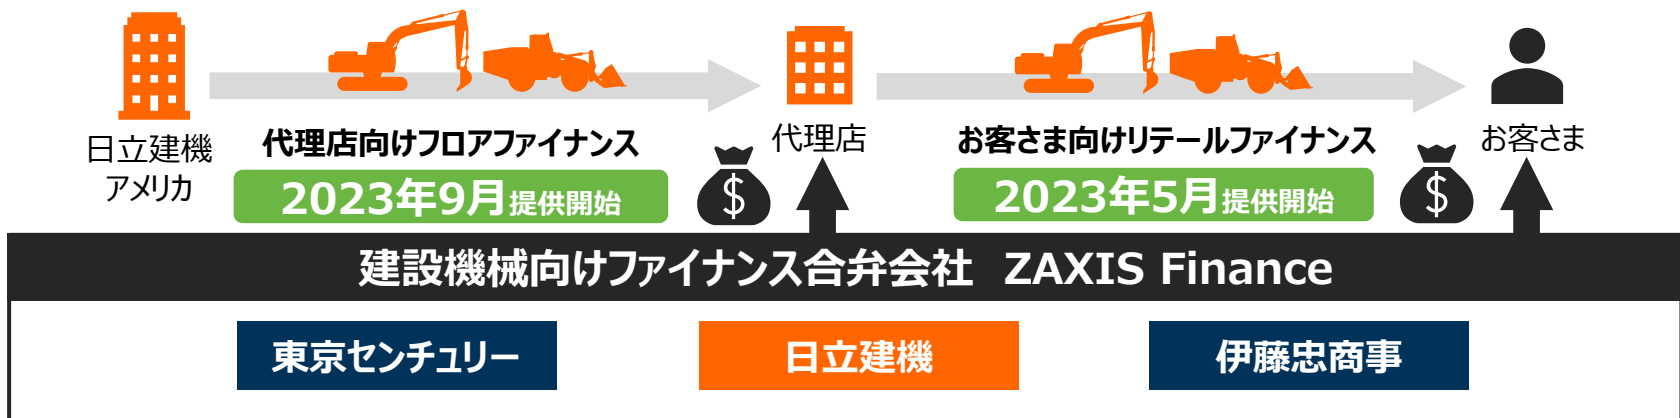 日立建機
アメリカ
代理店向けフロアファイナンス
2023年9月提供開始
代理店
お客さま向けリテールファイナンス
2023年5月提供開始
お客さま
建設機械向けファイナンス合弁会社 ZAXIS Finance
東京センチュリー
日立建機
伊藤忠商事